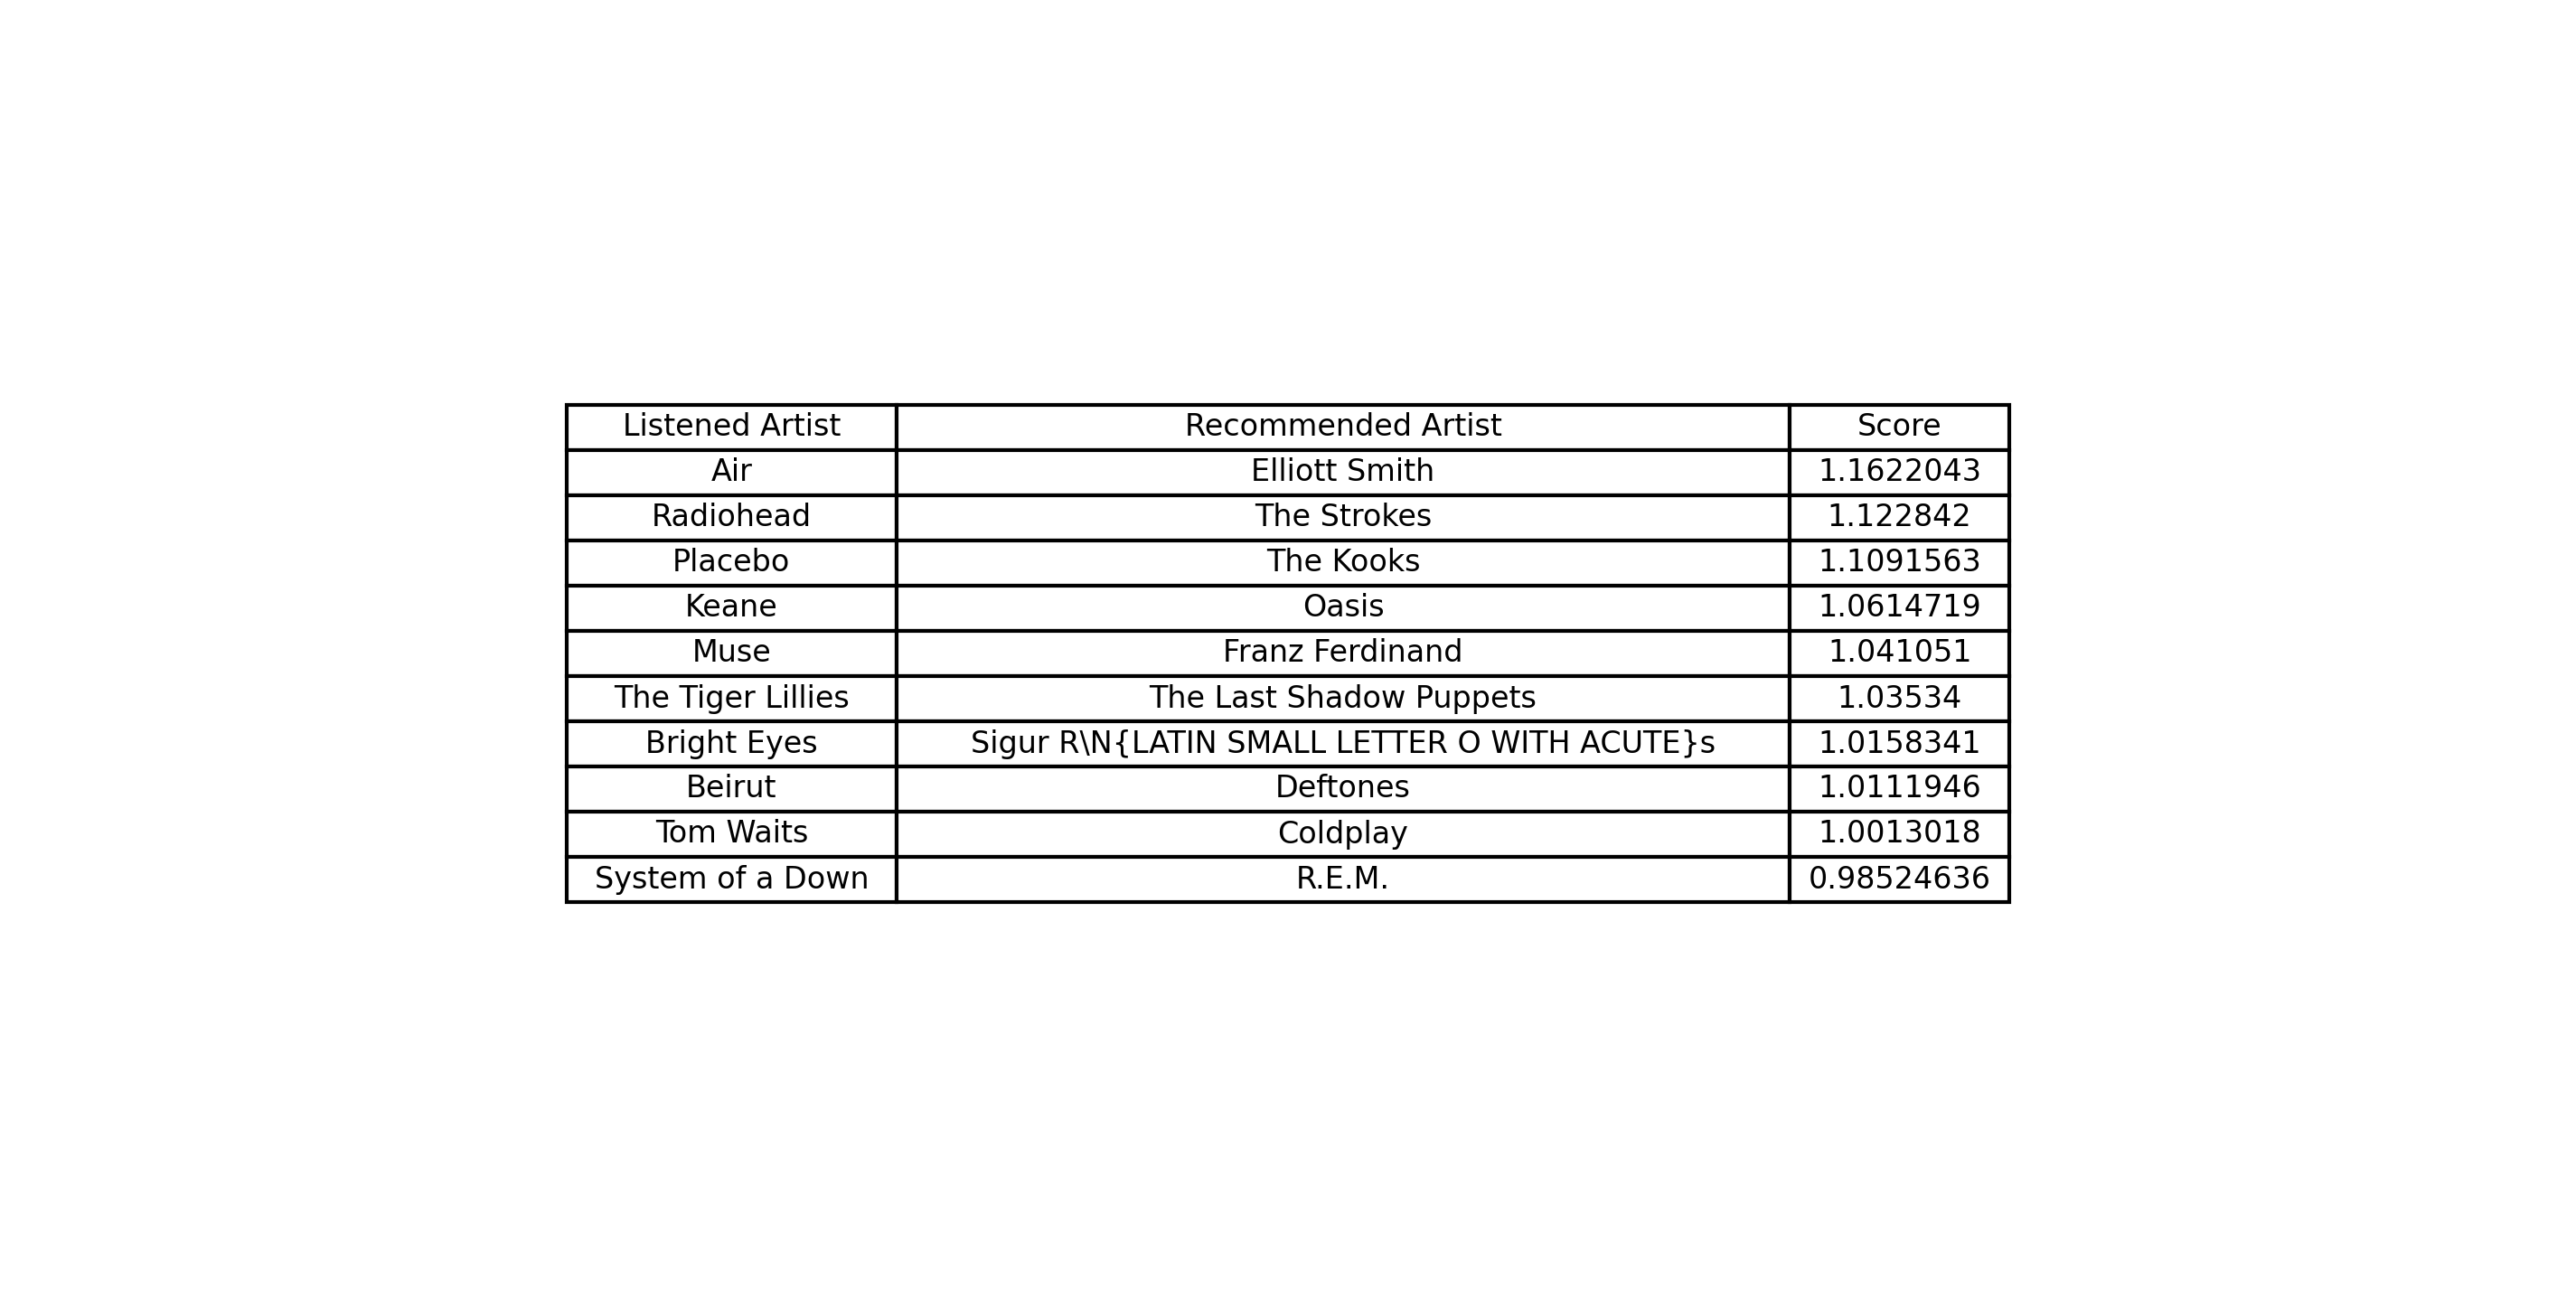 Listened Artist Recommended Artist Score
Air Elliott Smith 1.1622043
Radiohead The Strokes 1.122842
Placebo The Kooks 1.1091563
Keane Oasis 1.0614719
Muse Franz Ferdinand 1.041051
The Tiger Lillies The Last Shadow Puppets 1.03534
Bright Eyes Sigur R\N{LATIN SMALL LETTER O WITH ACUTE}s 1.0158341
Beirut Deftones 1.0111946
Tom Waits Coldplay 1.0013018
System of a Down R.E.M. 0.98524636